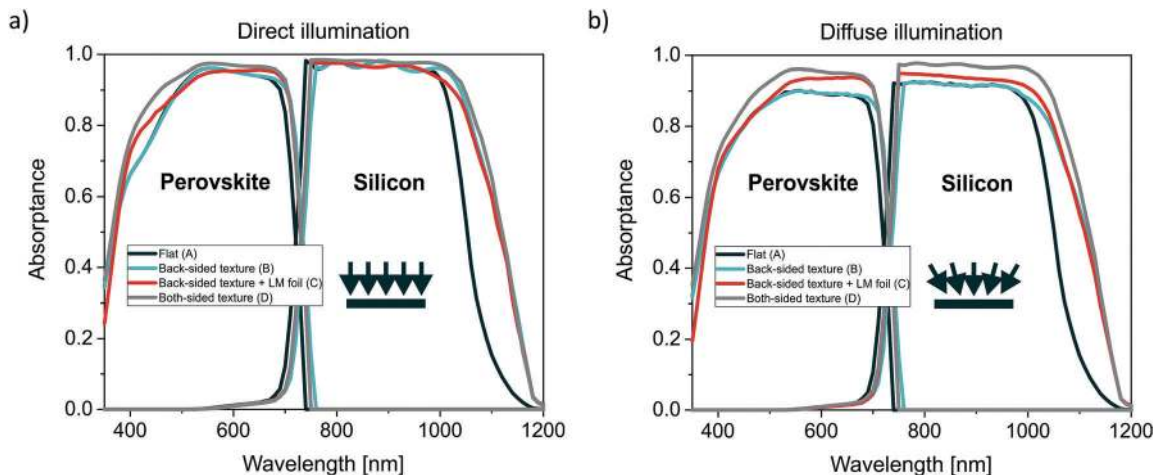 a)
Direct illumination
1.0
0.8
0.6
0.4
0.2
0.0
Absorptance
Perovskite
Silicon
Flat (A)
Back-sided texture (B)
Back-sided texture + LM foil (C)
Both-sided texture (D)
400
600
800
1000
1200
Wavelength [nm]
b)
Diffuse illumination
1.0
0.8
0.6
0.4
0.2
0.0
Absorptance
Perovskite
Silicon
Flat (A)
Back-sided texture (B)
Back-sided texture + LM foil (C)
Both-sided texture (D)
400
600
800
1000
1200
Wavelength [nm]